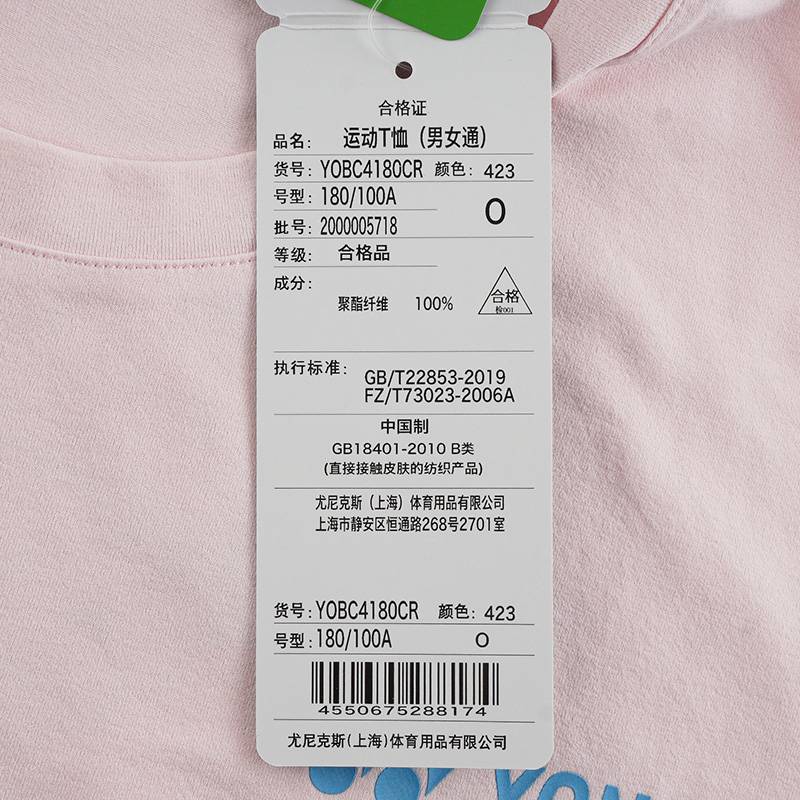 合格证
品名: 运动T恤（男女通）
货号: YOBC4180CR 颜色: 423
号型: 180/100A O
批号: 2000005718
等级: 合格品
成分:
聚酯纤维 100%
合格
检001
执行标准: GB/T22853-2019
FZ/T73023-2006A
中国制
GB18401-2010 B类
(直接接触皮肤的纺织产品)
尤尼克斯（上海）体育用品有限公司
上海市静安区恒通路268号2701室
货号: YOBC4180CR 颜色: 423
号型: 180/100A O
4550675288174
尤尼克斯(上海)体育用品有限公司